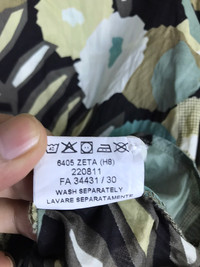 6405 ZETA (H8)
220811
FA 34431 / 30
WASH SEPARATELY
LAVARE SEPARATAMENTE